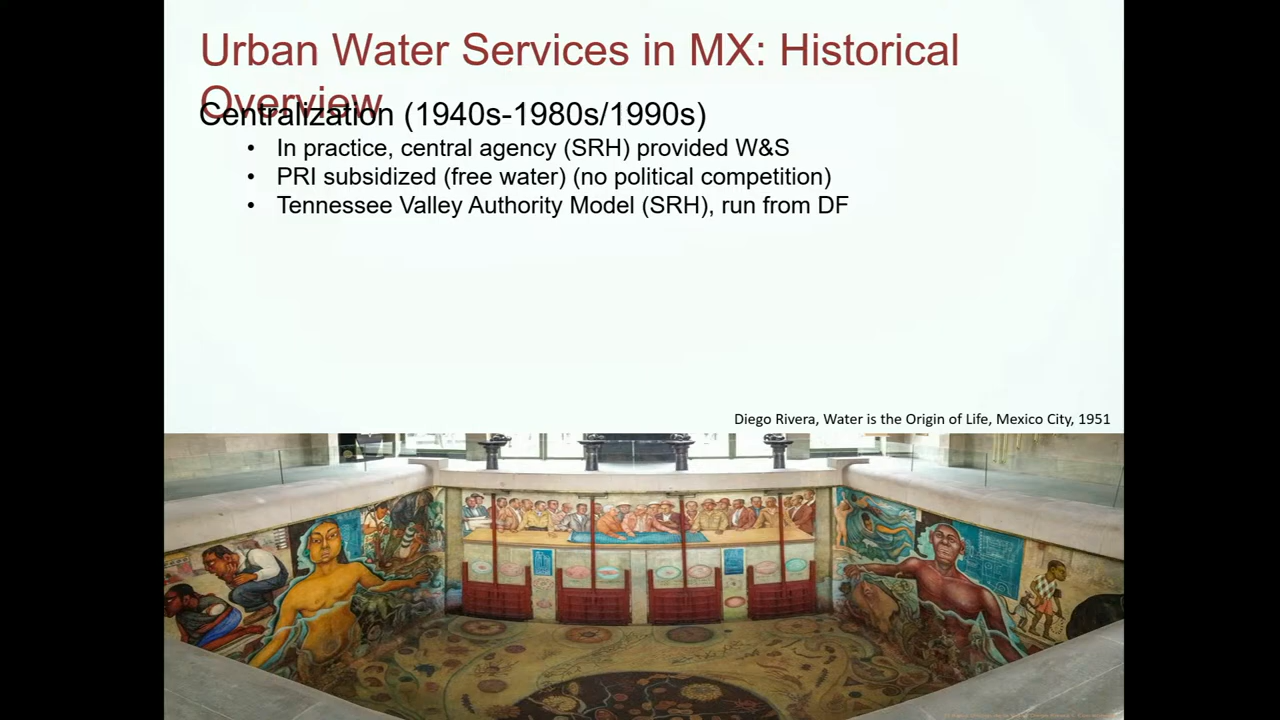 Urban Water Services in MX: Historical
Overview
Centralization (1940s-1980s/1990s)
• In practice, central agency (SRH) provided W&S
• PRI subsidized (free water) (no political competition)
• Tennessee Valley Authority Model (SRH), run from DF
Diego Rivera, Water is the Origin of Life, Mexico City, 1951